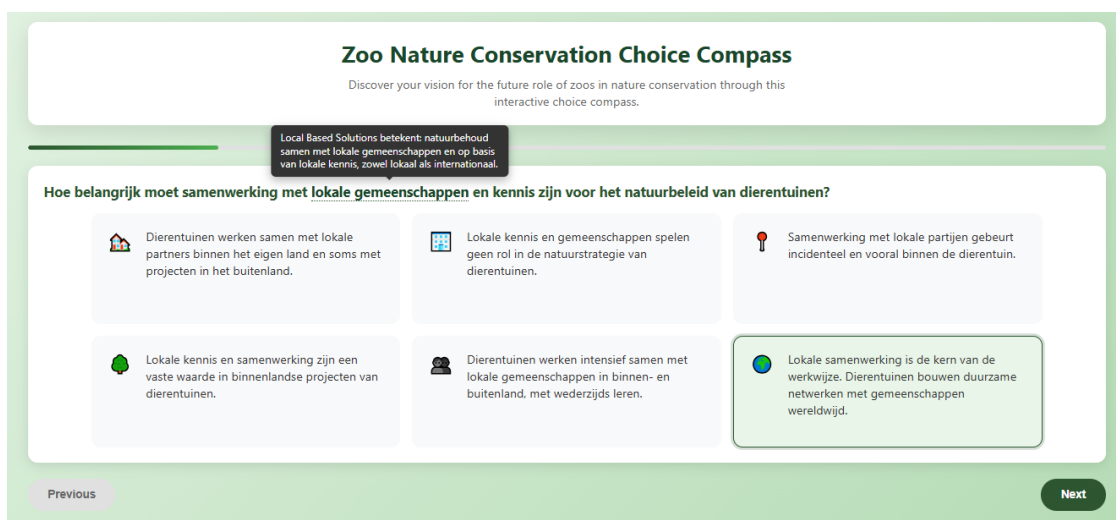 Zoo Nature Conservation Choice Compass
Discover your vision for the future role of zoos in nature conservation through this
interactive choice compass.
Local Based Solutions betekent: natuurbehoud
samen met lokale gemeenschappen en op basis
van lokale kennis, zowel lokaal als internationaal.
Hoe belangrijk moet samenwerking met lokale gemeenschappen en kennis zijn voor het natuurbeleid van dierentuinen?
Dierentuinen werken samen met lokale
partners binnen het eigen land en soms met
projecten in het buitenland.
Lokale kennis en gemeenschappen spelen
geen rol in de natuurstrategie van
dierentuinen.
Samenwerking met lokale partijen gebeurt
incidenteel en vooral binnen de dierentuin.
Lokale kennis en samenwerking zijn een
vaste waarde in binnenlandse projecten van
dierentuinen.
Dierentuinen werken intensief samen met
lokale gemeenschappen in binnen- en
buitenland, met wederzijds leren.
Lokale samenwerking is de kern van de
werkwijze. Dierentuinen bouwen duurzame
netwerken met gemeenschappen
wereldwijd.
Previous
Next